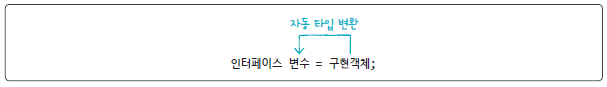 자동 타입 변환
인터페이스 변수 = 구현객체;